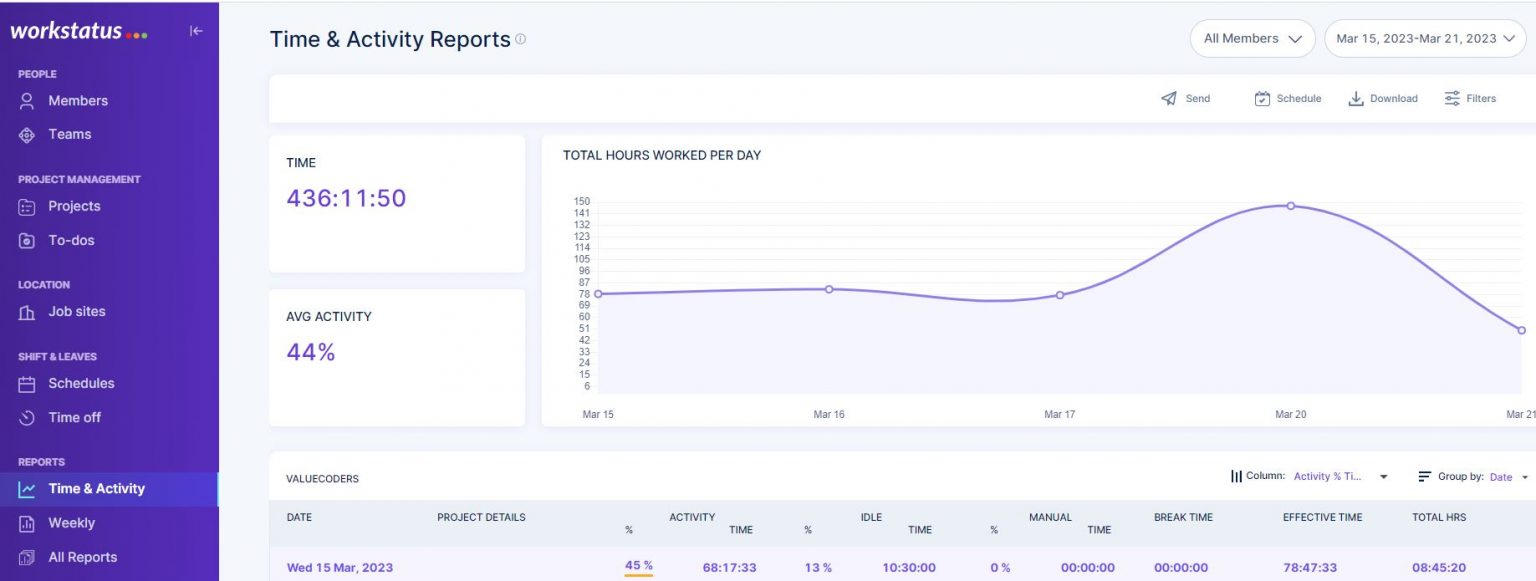 workstatus
PEOPLE
Members
Teams
PROJECT MANAGEMENT
Projects
To-dos
LOCATION
Job sites
SHIFT & LEAVES
Schedules
Time off
REPORTS
Time & Activity
Weekly
All Reports
Time & Activity Reports
All Members
Mar 15, 2023-Mar 21, 2023
Send
Schedule
Download
Filters
TIME
436:11:50
AVG ACTIVITY
44%
TOTAL HOURS WORKED PER DAY
150
141
132
123
114
105
96
87
78
69
60
51
42
33
24
15
6
Mar 15 Mar 16 Mar 17 Mar 20 Mar 21
VALUECODERS
Column: Activity % Ti...
Group by: Date
DATE PROJECT DETAILS ACTIVITY IDLE MANUAL BREAK TIME EFFECTIVE TIME TOTAL HRS
% TIME % TIME % TIME
Wed 15 Mar, 2023 45 % 68:17:33 13 % 10:30:00 0 % 00:00:00 00:00:00 78:47:33 08:45:20